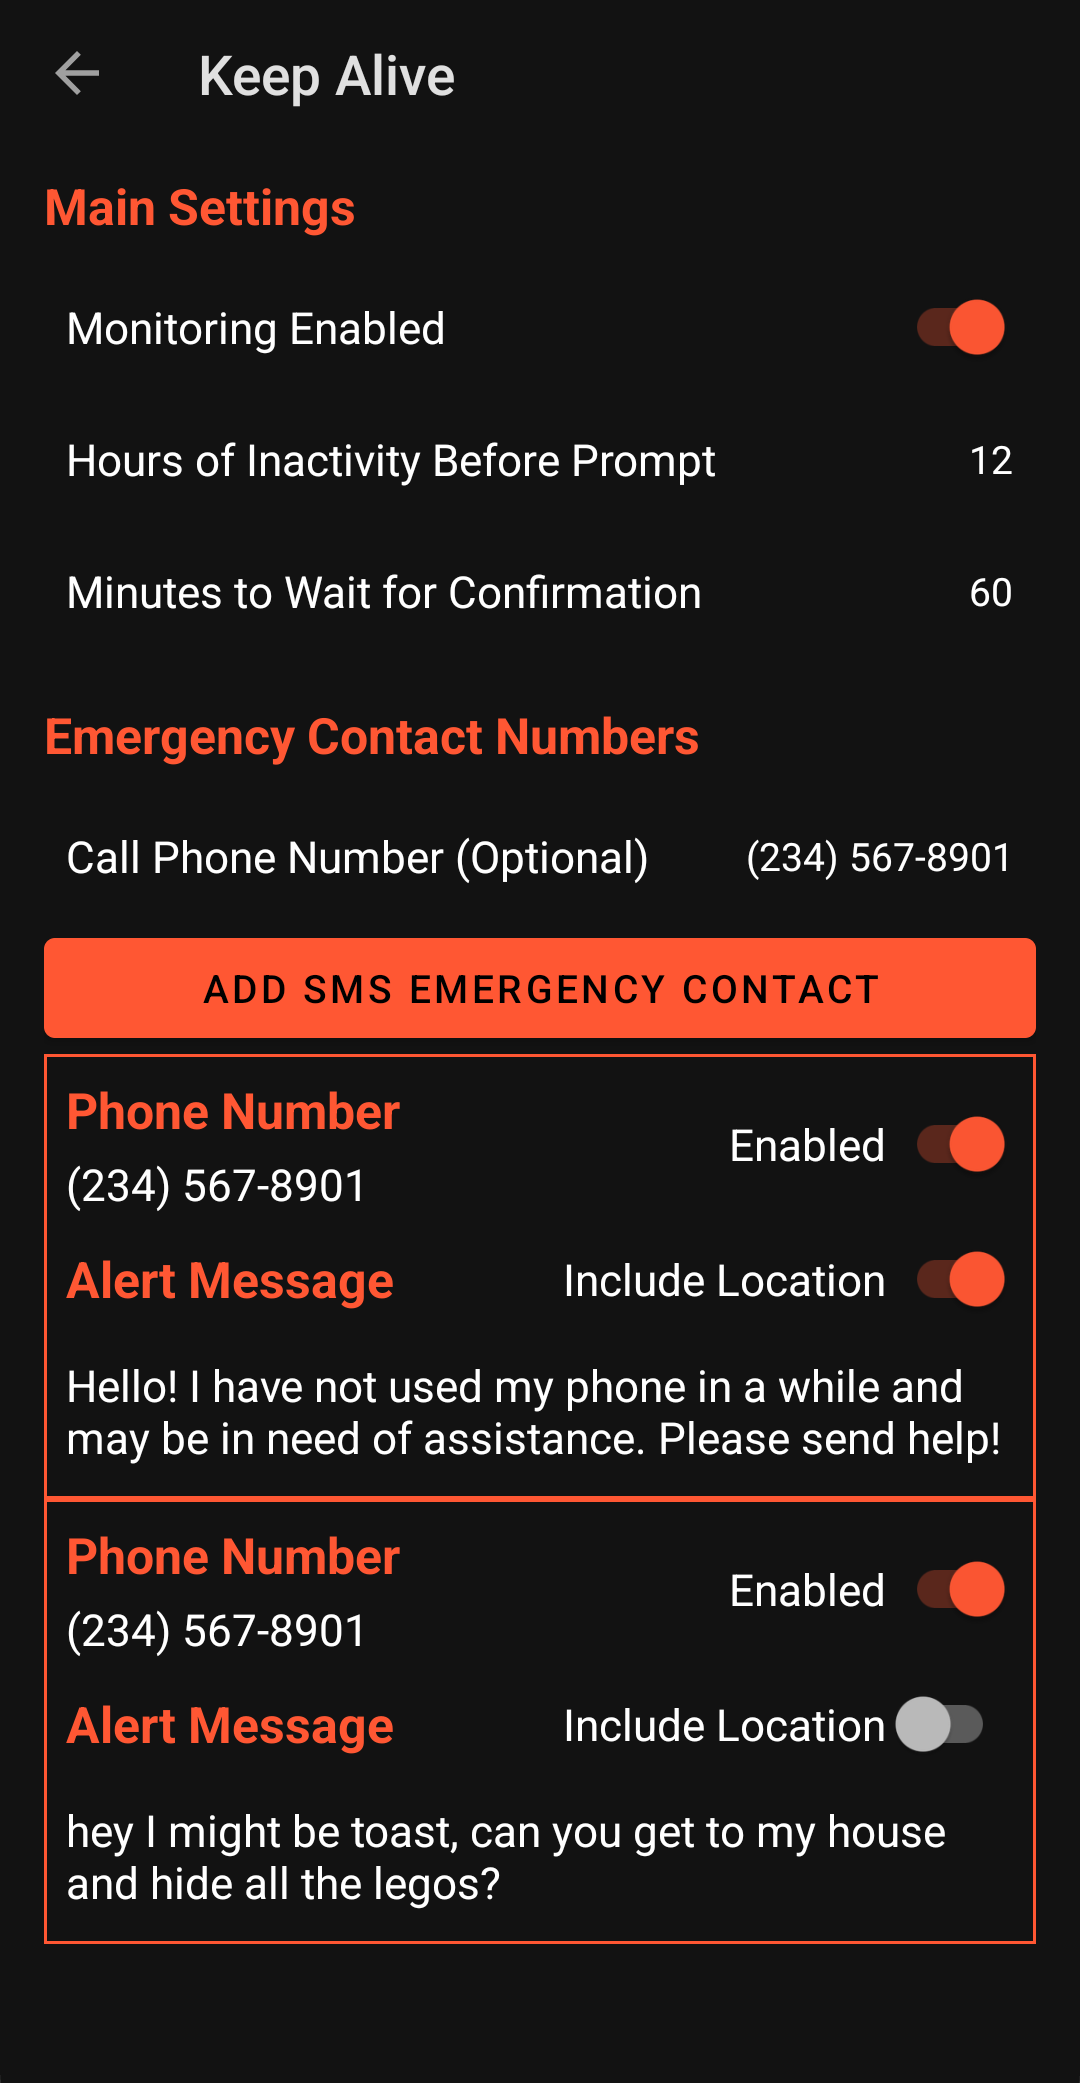 Keep Alive
Main Settings
Monitoring Enabled
Hours of Inactivity Before Prompt 12
Minutes to Wait for Confirmation 60
Emergency Contact Numbers
Call Phone Number (Optional) (234) 567-8901
ADD SMS EMERGENCY CONTACT
Phone Number
Enabled
(234) 567-8901
Alert Message Include Location
Hello! I have not used my phone in a while and
may be in need of assistance. Please send help!
Phone Number
Enabled
(234) 567-8901
Alert Message Include Location
hey I might be toast, can you get to my house
and hide all the legos?